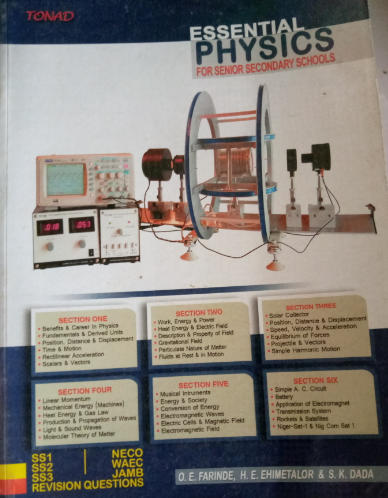 TONAD
ESSENTIAL
PHYSICS
FOR SENIOR SECONDARY SCHOOLS
.018 .053
SECTION ONE
• Benefits & Career In Physics
• Fundamentals & Derived Units
• Position, Distance & Displacement
• Time & Motion
• Rectilinear Acceleration
• Scalars & Vectors
SECTION TWO
• Work, Energy & Power
• Heat Energy & Electric Field
• Description & Property of Field
• Gravitational Field
• Particulate Nature of Matter
• Fluids at Rest & in Motion
SECTION THREE
• Solar Collector
• Position, Distance & Displacement
• Speed, Velocity & Acceleration
• Equilibrium of Forces
• Projectile & Vectors
• Simple Harmonic Motion
SECTION FOUR
• Linear Momentum
• Mechanical Energy (Machines)
• Heat Energy & Gas Law
• Production & Propagation of Waves
• Light & Sound Waves
• Molecular Theory of Matter
SECTION FIVE
• Musical Instruments
• Energy & Society
• Conversion of Energy
• Electromagnetic Waves
• Electric Cells & Magnetic Field
• Electromagnetic Field
SECTION SIX
• Simple A. C. Circuit
• Battery
• Application of Electromagnet
• Transmission System
• Rockets & Satellites
• Niger-Set-1 & Nig Com Sat 1
SS1 NECO
SS2 WAEC
SS3 JAMB
REVISION QUESTIONS
O. E. FARINDE, H. E. EHIMETALOR & S. K. DADA